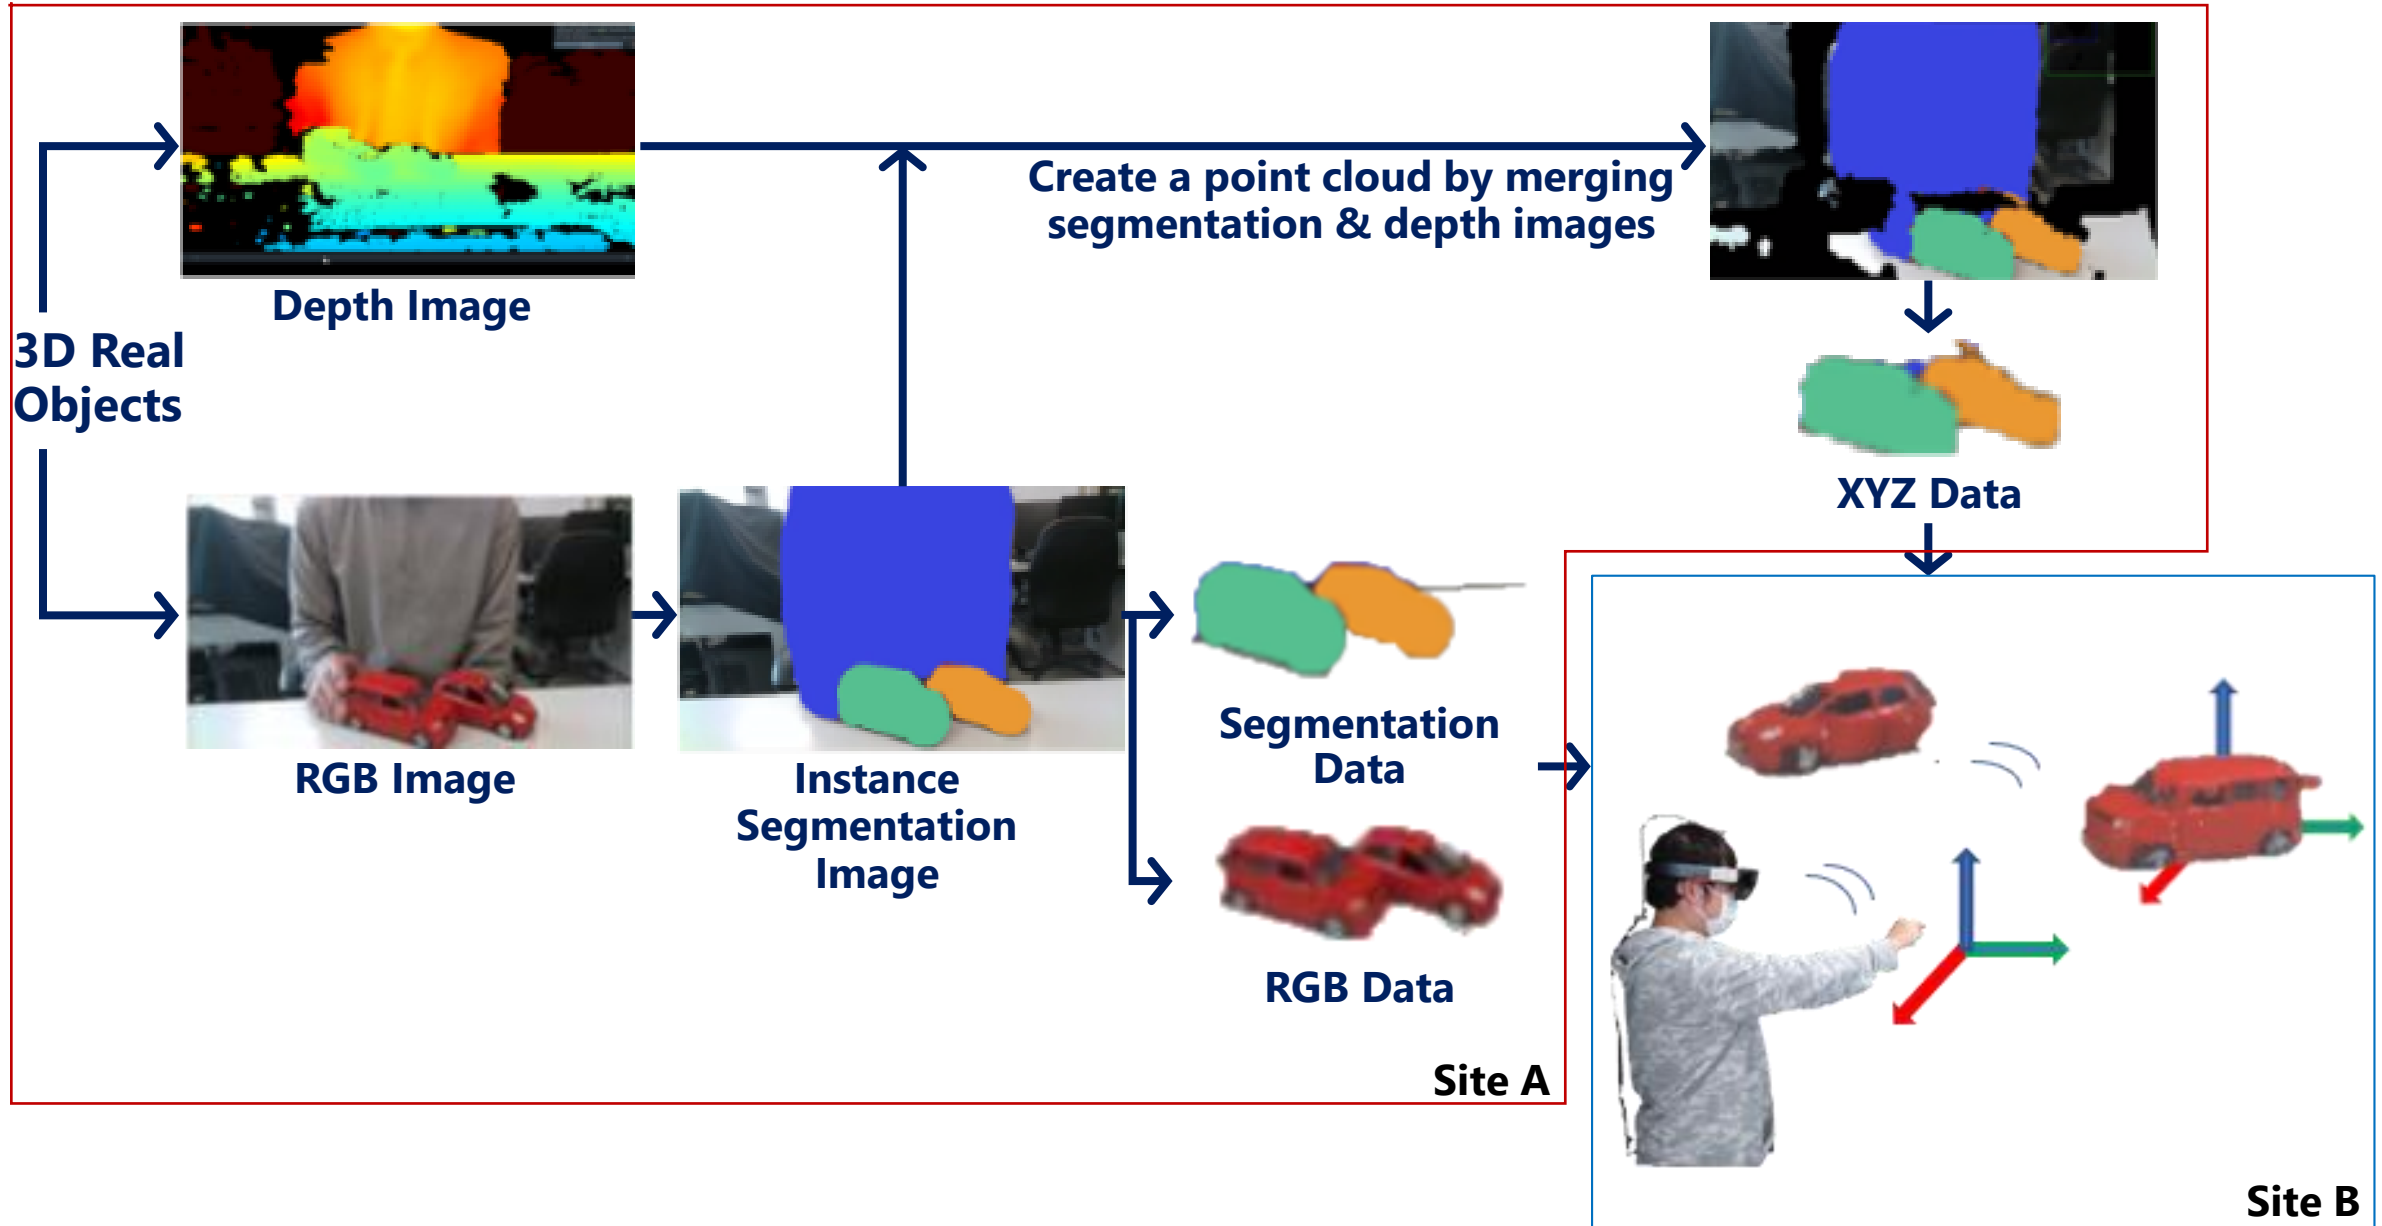 Create a point cloud by merging
segmentation & depth images
Depth Image
3D Real
Objects
XYZ Data
RGB Image
Instance
Segmentation
Image
Segmentation
Data
RGB Data
Site A
Site B